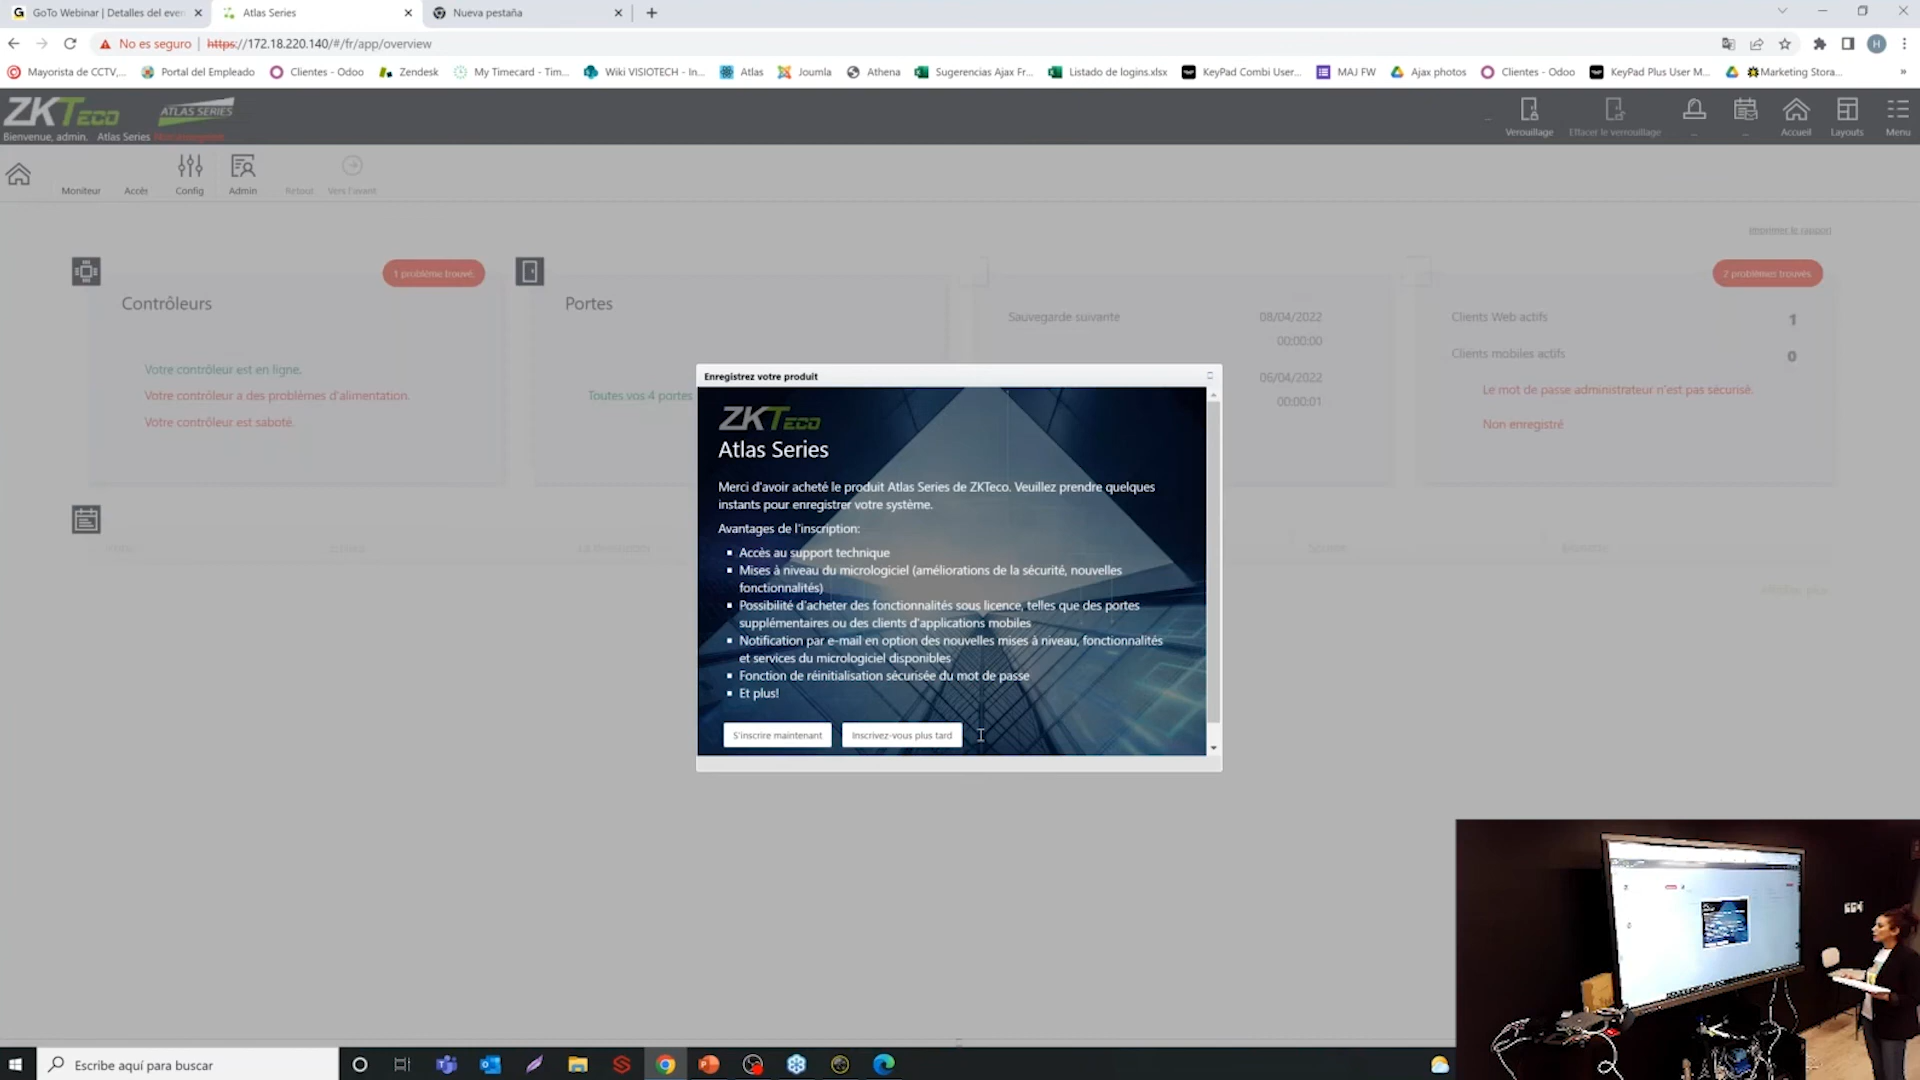 GoTo Webinar | Detalles del even
Atlas Series
Nueva pestaña
No es seguro | https://172.18.220.140/#/fr/app/overview
Mayorista de CCTV,...
Portal del Empleado
Clientes - Odoo
Zendesk
My Timecard - Tim...
Wiki VISIOTECH - In...
Atlas
Joumla
Athena
Sugerencias Ajax Fr...
Listado de logins.xlsx
KeyPad Combi User...
MAJ FW
Ajax photos
Clientes - Odoo
KeyPad Plus User M...
Marketing Stora...
ZKTeco
ATLAS SERIES
Bienvenue, admin. Atlas Series
Verouillage
Effacer le verrouillage
Accueil
Layouts
Menu
Moniteur
Accès
Config
Admin
Retour
Vers l'avant
Imprimer le rapport
1 problème trouvé.
Contrôleurs
Votre contrôleur est en ligne.
Votre contrôleur a des problèmes d'alimentation.
Votre contrôleur est saboté.
Portes
Toutes vos 4 portes
Sauvegarde suivante
08/04/2022
00:00:00
06/04/2022
00:00:01
2 problèmes trouvés.
Clients Web actifs
1
Clients mobiles actifs
0
Le mot de passe administrateur n'est pas sécurisé.
Non enregistré
Enregistrez votre produit
ZKTeco
Atlas Series
Merci d'avoir acheté le produit Atlas Series de ZKTeco. Veuillez prendre quelques
instants pour enregistrer votre système.
Avantages de l'inscription:
Accès au support technique
Mises à niveau du micrologiciel (améliorations de la sécurité, nouvelles
fonctionnalités)
Possibilité d'acheter des fonctionnalités sous licence, telles que des portes
supplémentaires ou des clients d'applications mobiles
Notification par e-mail en option des nouvelles mises à niveau, fonctionnalités
et services du micrologiciel disponibles
Fonction de réinitialisation sécurisée du mot de passe
Et plus!
S'inscrire maintenant
Inscrivez-vous plus tard
Escribe aquí para buscar